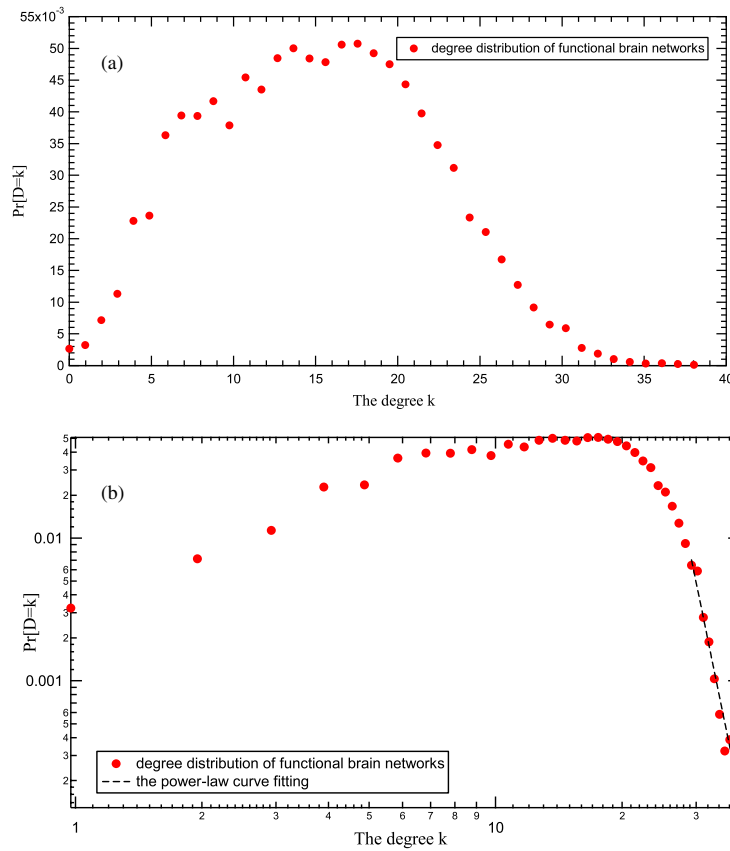 55x10-3
(a)
degree distribution of functional brain networks
50
45
40
35
30
25
20
15
10
5
0
Pr[D=k]
0 5 10 15 20 25 30 35 40
The degree k
5
4
3
2
0.01
6
5
4
3
2
0.001
6
5
4
3
2
(b)
Pr[D=k]
degree distribution of functional brain networks
the power-law curve fitting
1 2 3 4 5 6 7 8 9 10 2 3
The degree k